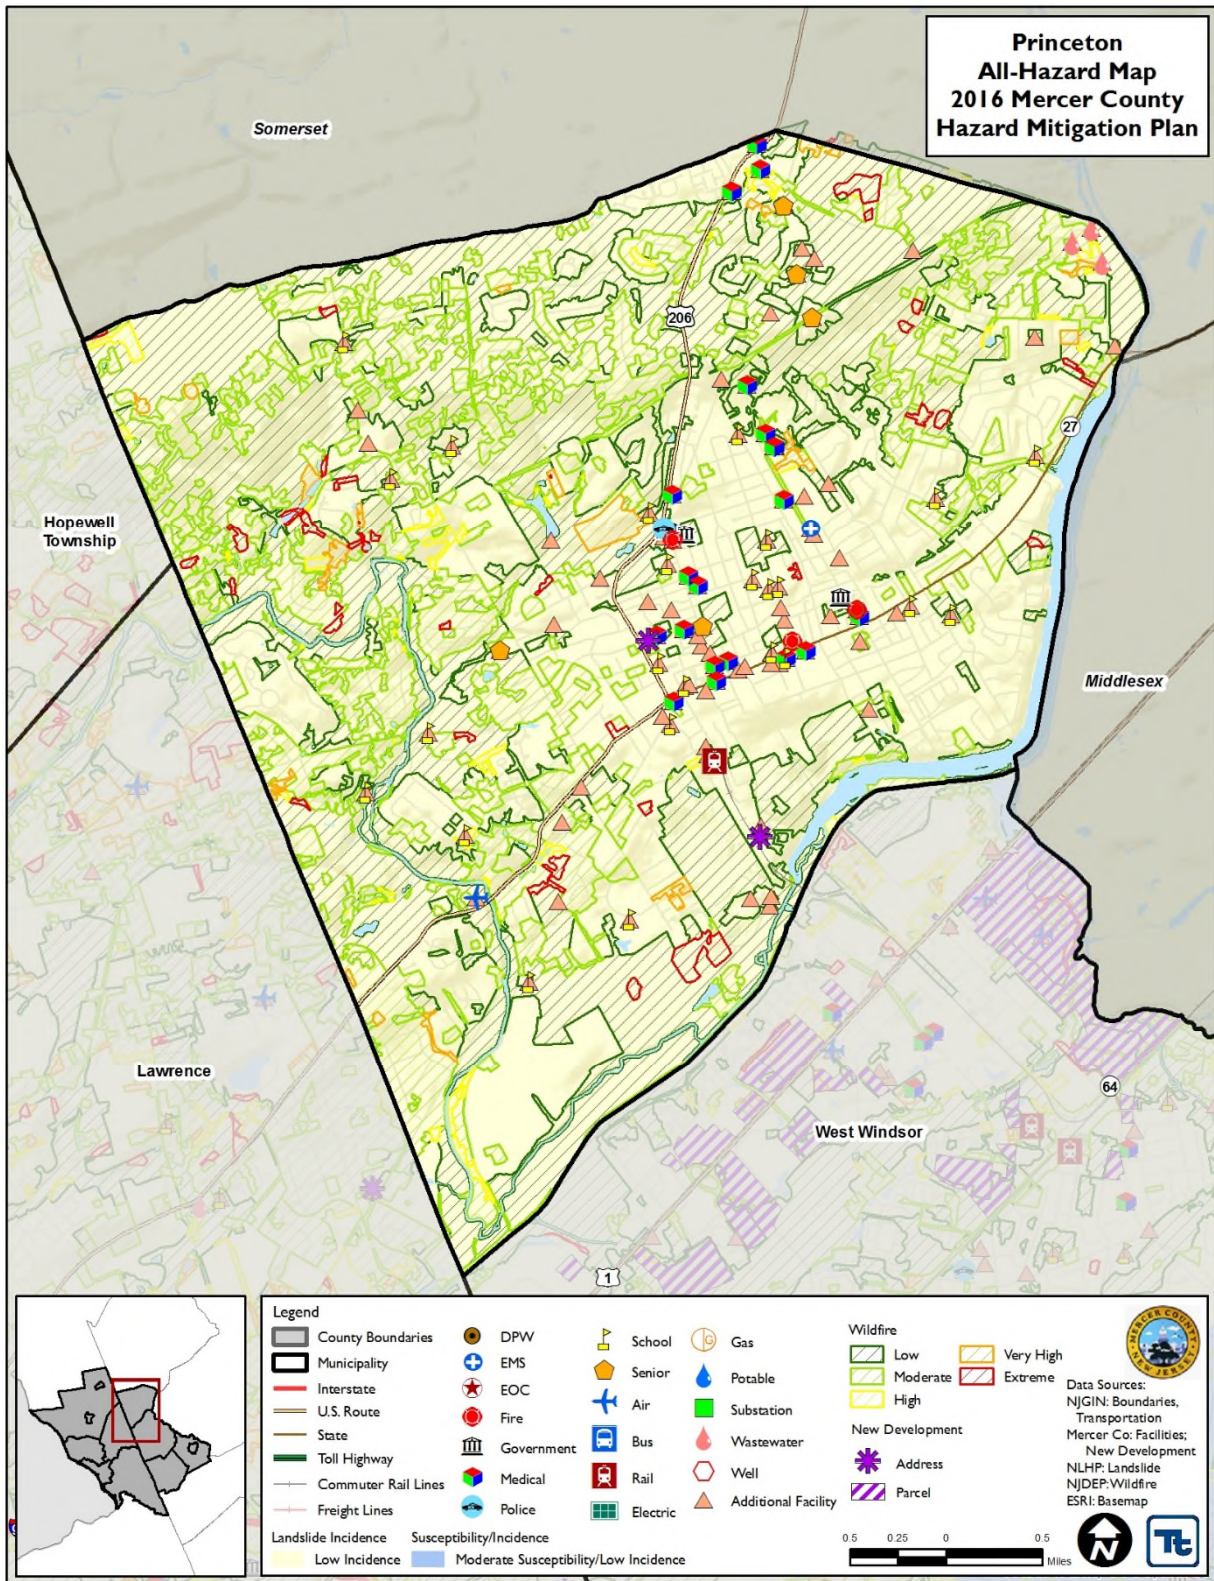 Princeton
All-Hazard Map
2016 Mercer County
Hazard Mitigation Plan
Somerset
206
27
Hopewell
Township
Middlesex
Lawrence
64
West Windsor
1
Legend
County Boundaries
Municipality
Interstate
U.S. Route
State
Toll Highway
Commuter Rail Lines
Freight Lines
DPW
EMS
EOC
Fire
Government
Medical
Police
School
Senior
Air
Bus
Rail
Electric
G
Gas
Potable
Substation
Wastewater
Well
Additional Facility
Wildfire
Low
Moderate
High
Very High
Extreme
New Development
Address
Parcel
Landslide Incidence
Low Incidence
Susceptibility/Incidence
Moderate Susceptibility/Low Incidence
MERCER COUNTY
NEW JERSEY
Data Sources:
NJGIN: Boundaries,
Transportation
Mercer Co: Facilities;
New Development
NLHP: Landslide
NJDEP: Wildfire
ESRI: Basemap
0.5 0.25 0 0.5
Miles
N
Tt